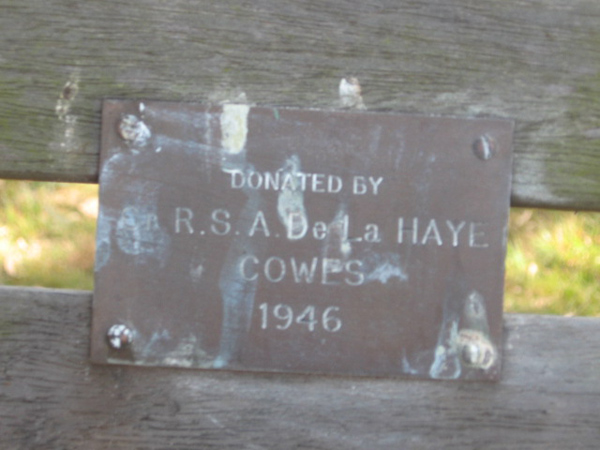 DONATED BY
R.S.A. De La HAYE
COWES
1946